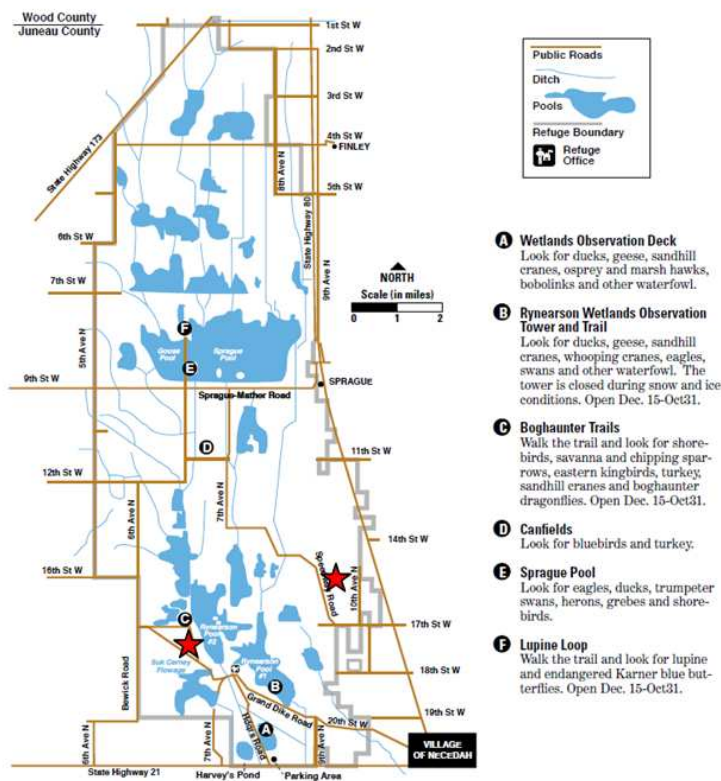 Wood County
Juneau County
1st St W
2nd St W
3rd St W
4th St W
FINLEY
5th St W
8th Ave N
State Highway 173
State Highway 80
9th Ave N
6th St W
7th St W
5th Ave N
NORTH
Scale (in miles)
0 1 2
F
Goose
Pool
Sprague
Pool
E
9th St W
SPRAGUE
Sprague-Mather Road
D
11th St W
12th St W
6th Ave N
7th Ave N
14th St W
16th St W
Speedway Road
10th Ave N
C
Rynearson
Pool
#2
17th St W
Suk Cerney
Flowage
Rynearson
Pool
#1
18th St W
B
Bewick Road
Grand Dike Road
19th St W
20th St W
A
6th Ave N
7th Ave N
Road
9th Ave N
VILLAGE
OF NECEDAH
State Highway 21
Harvey's Pond
Parking Area
Public Roads
Ditch
Pools
Refuge Boundary
Refuge
Office
A Wetlands Observation Deck
Look for ducks, geese, sandhill
cranes, osprey and marsh hawks,
bobolinks and other waterfowl.
B Rynearson Wetlands Observation
Tower and Trail
Look for ducks, geese, sandhill
cranes, whooping cranes, eagles,
swans and other waterfowl. The
tower is closed during snow and ice
conditions. Open Dec. 15-Oct31.
C Boghaunter Trails
Walk the trail and look for shore-
birds, savanna and chipping spar-
rows, eastern kingbirds, turkey,
sandhill cranes and boghaunter
dragonflies. Open Dec. 15-Oct31.
D Canfields
Look for bluebirds and turkey.
E Sprague Pool
Look for eagles, ducks, trumpeter
swans, herons, grebes and shore-
birds.
F Lupine Loop
Walk the trail and look for lupine
and endangered Karner blue but-
terflies. Open Dec. 15-Oct31.